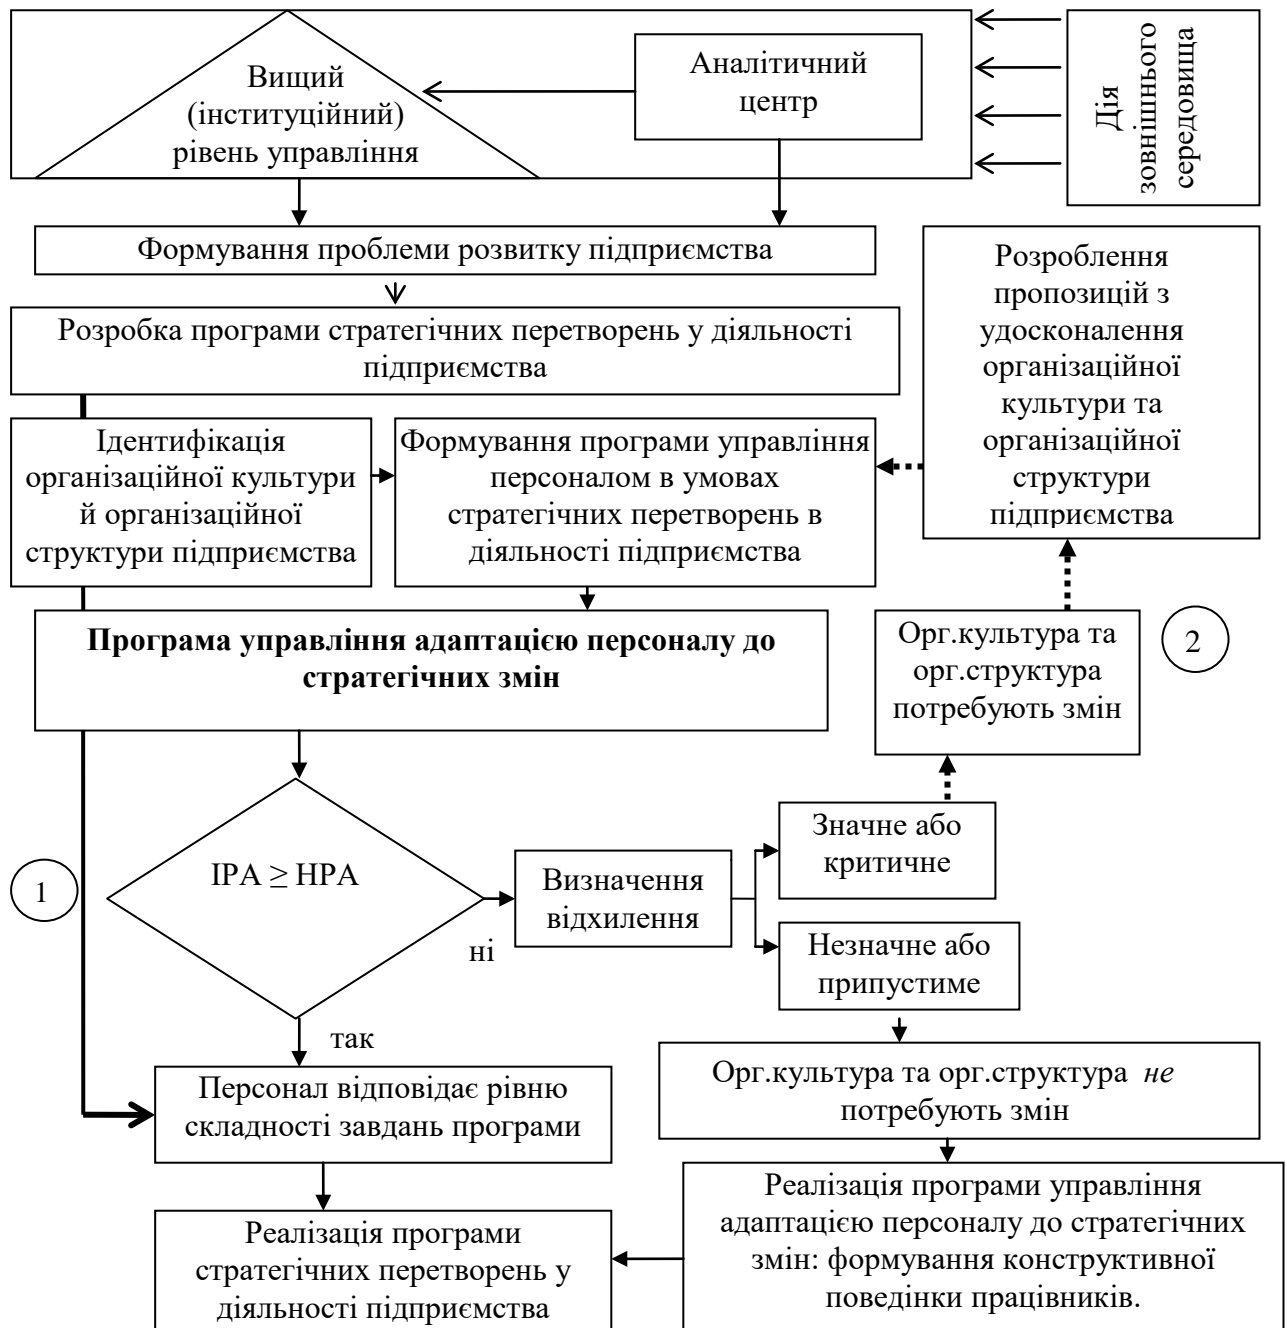 Вищий
(інституційний)
рівень управління
Аналітичний
центр
Дія
зовнішнього
середовища
Формування проблеми розвитку підприємства
Розробка програми стратегічних перетворень у діяльності
підприємства
Розроблення
пропозицій з
удосконалення
організаційної
культури та
організаційної
структури
підприємства
Ідентифікація
організаційної культури
й організаційної
структури підприємства
Формування програми управління
персоналом в умовах
стратегічних перетворень в
діяльності підприємства
Програма управління адаптацією персоналу до
стратегічних змін
Орг.культура та
орг.структура
потребують змін
2
1
ІРА ≥ НРА
ні
Визначення
відхилення
Значне або
критичне
Незначне або
припустиме
так
Персонал відповідає рівню
складності завдань програми
Орг.культура та орг.структура не
потребують змін
Реалізація програми
стратегічних перетворень у
діяльності підприємства
Реалізація програми управління
адаптацією персоналу до стратегічних
змін: формування конструктивної
поведінки працівників.